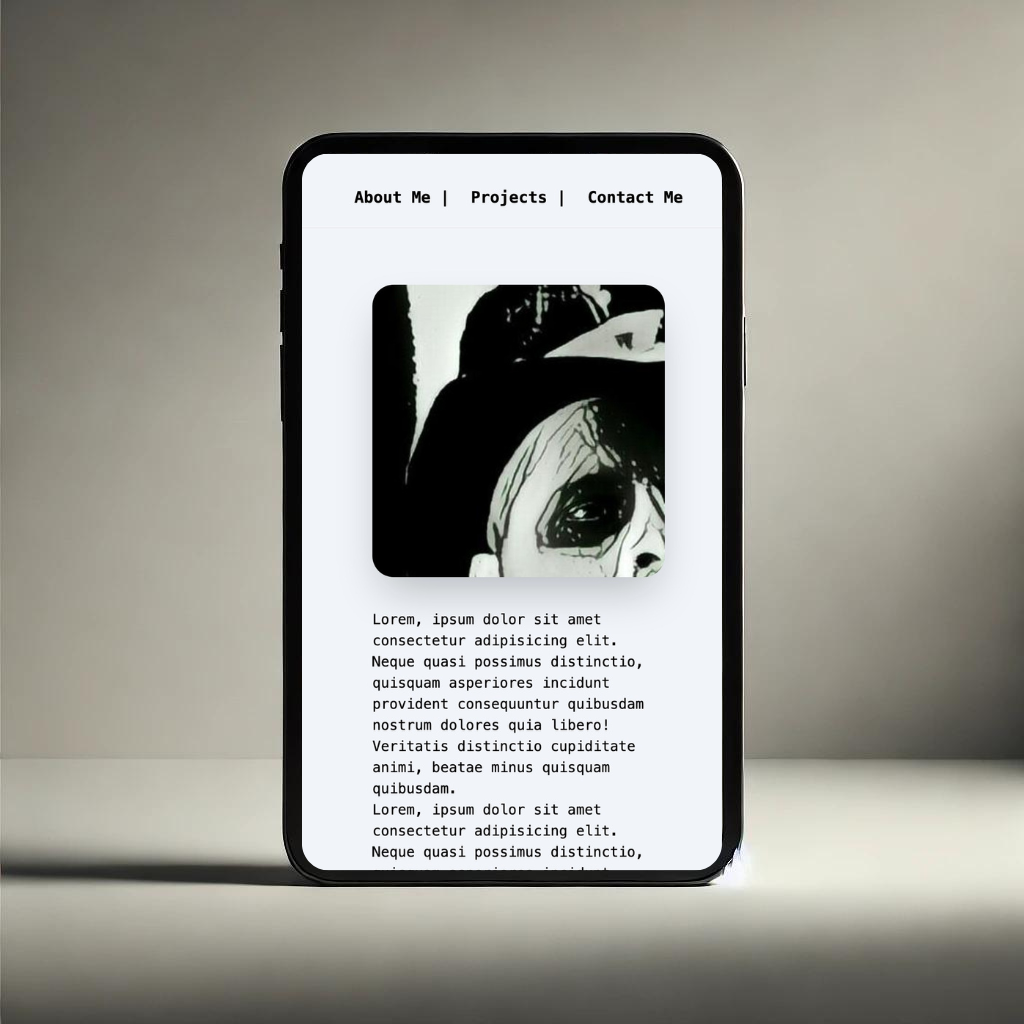 About Me | Projects | Contact Me
Lorem, ipsum dolor sit amet
consectetur adipisicing elit.
Neque quasi possimus distinctio,
quisquam asperiores incidunt
provident consequuntur quibusdam
nostrum dolores quia libero!
Veritatis distinctio cupiditate
animi, beatae minus quisquam
quibusdam.
Lorem, ipsum dolor sit amet
consectetur adipisicing elit.
Neque quasi possimus distinctio,